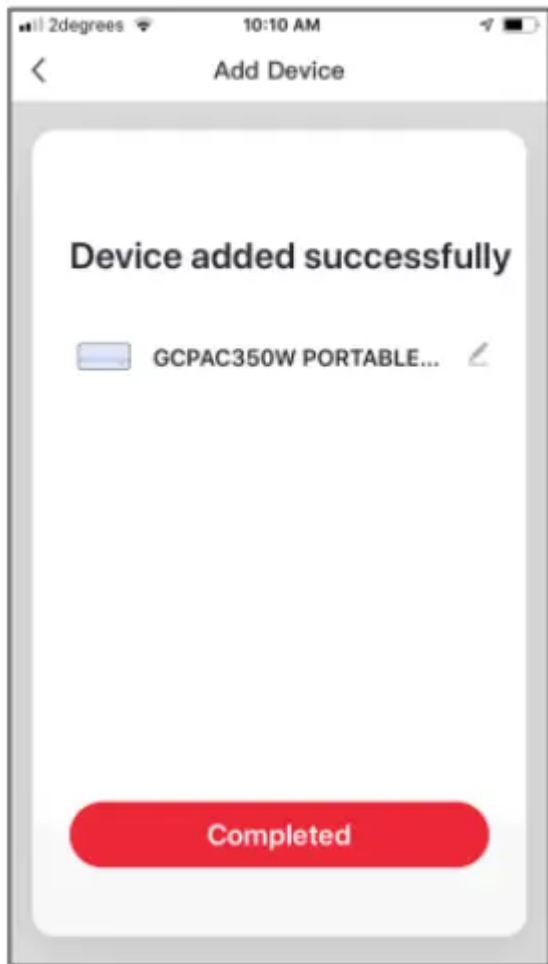 2degrees 10:10 AM
Add Device
Device added successfully
GCPAC350W PORTABLE...
Completed